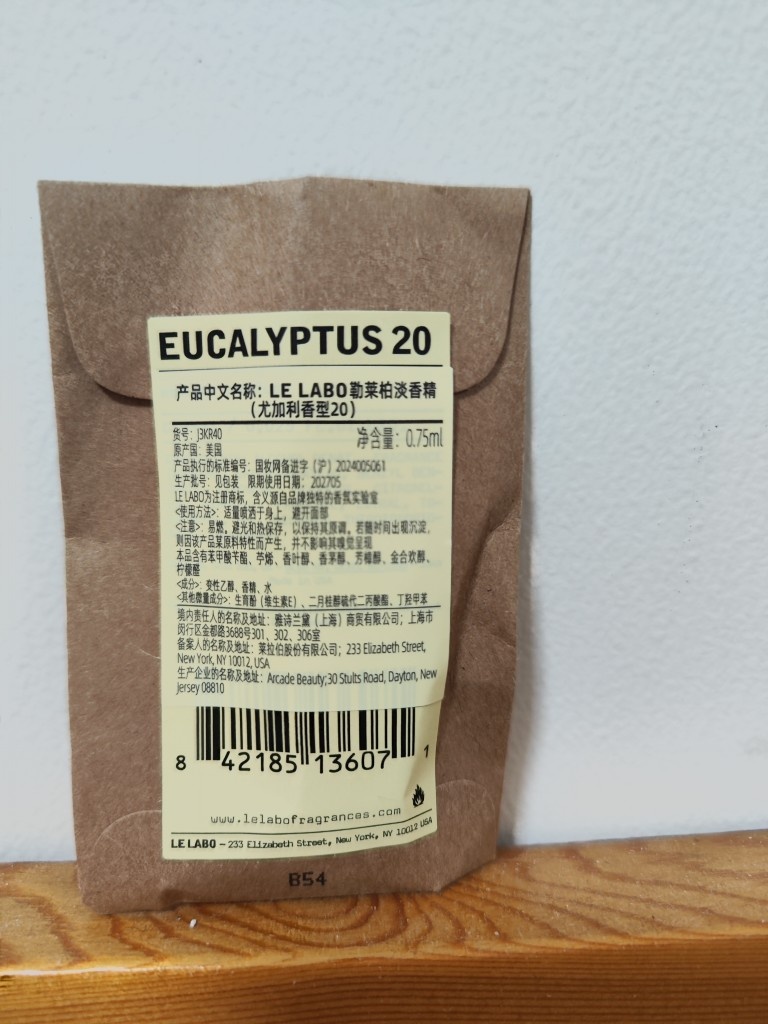 EUCALYPTUS 20
产品中文名称：LE LABO勒莱柏淡香精
（尤加利香型20）
货号：J3KR40
净含量：0.75ml
原产国：美国
产品执行的标准编号：国妆网备进字（沪）2024005061
生产批号：见包装 限期使用日期：202705
LE LABO为注册商标，含义源自品牌独特的香氛实验室
<使用方法>：适量喷洒于身上，避开面部
<注意>：易燃。避光和热保存，以保持其原调。若随时间出现沉淀，
则因该产品某原料特性而产生，并不影响其嗅觉呈现
本品含有苯甲酸苄酯、苧烯、香叶醇、香茅醇、芳樟醇、金合欢醇、
柠檬醛
<成分>：变性乙醇、香精、水
<其他微量成分>：生育酚（维生素E）、二月桂醇硫代二丙酸酯、丁羟甲苯
境内责任人的名称及地址：雅诗兰黛（上海）商贸有限公司；上海市
闵行区金都路3688号301、302、306室
备案人的名称及地址：莱拉伯股份有限公司；233 Elizabeth Street,
New York, NY 10012, USA
生产企业的名称及地址：Arcade Beauty;30 Stults Road, Dayton, New
Jersey 08810
8 42185 13607 1
www.lelabofragrances.com
LE LABO – 233 Elizabeth Street, New York, NY 10012 USA
B54